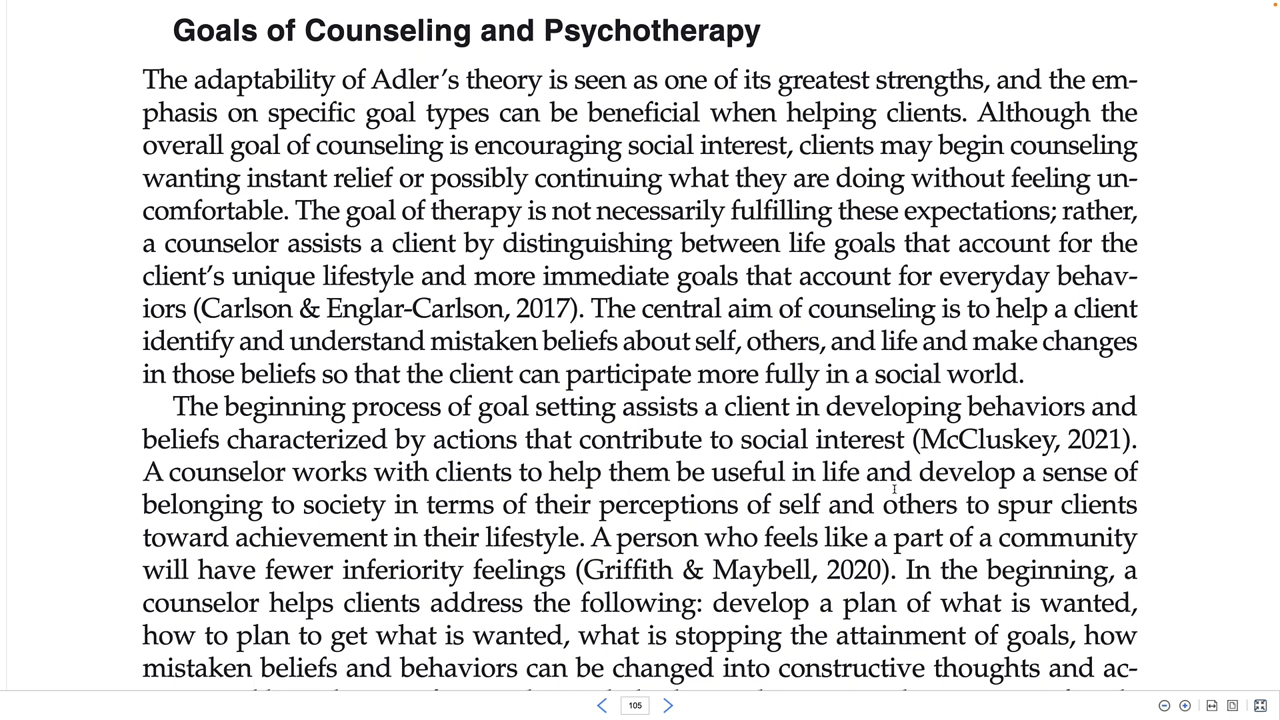 Goals of Counseling and Psychotherapy
The adaptability of Adler’s theory is seen as one of its greatest strengths, and the em-
phasis on specific goal types can be beneficial when helping clients. Although the
overall goal of counseling is encouraging social interest, clients may begin counseling
wanting instant relief or possibly continuing what they are doing without feeling un-
comfortable. The goal of therapy is not necessarily fulfilling these expectations; rather,
a counselor assists a client by distinguishing between life goals that account for the
client’s unique lifestyle and more immediate goals that account for everyday behav-
iors (Carlson & Englar-Carlson, 2017). The central aim of counseling is to help a client
identify and understand mistaken beliefs about self, others, and life and make changes
in those beliefs so that the client can participate more fully in a social world.
The beginning process of goal setting assists a client in developing behaviors and
beliefs characterized by actions that contribute to social interest (McCluskey, 2021).
A counselor works with clients to help them be useful in life and develop a sense of
belonging to society in terms of their perceptions of self and others to spur clients
toward achievement in their lifestyle. A person who feels like a part of a community
will have fewer inferiority feelings (Griffith & Maybell, 2020). In the beginning, a
counselor helps clients address the following: develop a plan of what is wanted,
how to plan to get what is wanted, what is stopping the attainment of goals, how
mistaken beliefs and behaviors can be changed into constructive thoughts and ac-
105